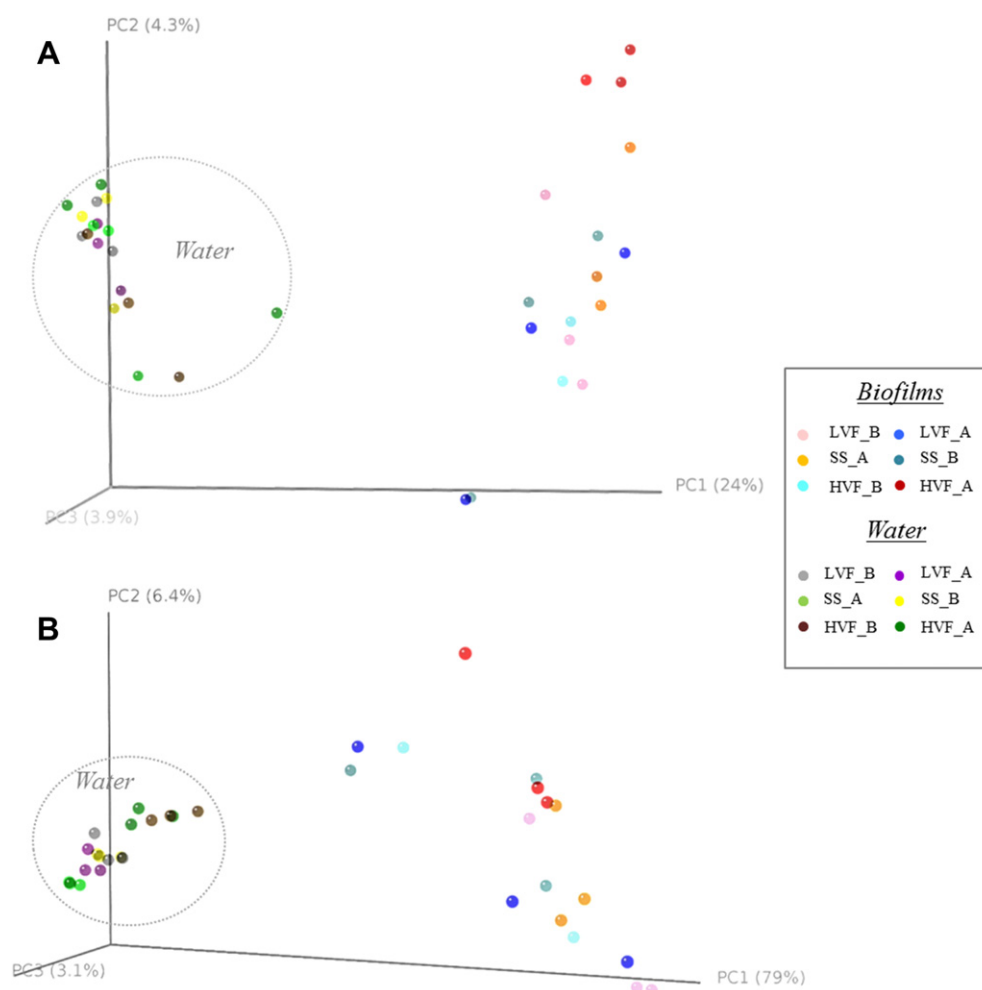 PC2 (4.3%)
A
Water
PC1 (24%)
PC3 (3.9%)
Biofilms
LVF_B LVF_A
SS_A SS_B
HVF_B HVF_A
Water
LVF_B LVF_A
SS_A SS_B
HVF_B HVF_A
PC2 (6.4%)
B
Water
PC3 (3.1%)
PC1 (79%)